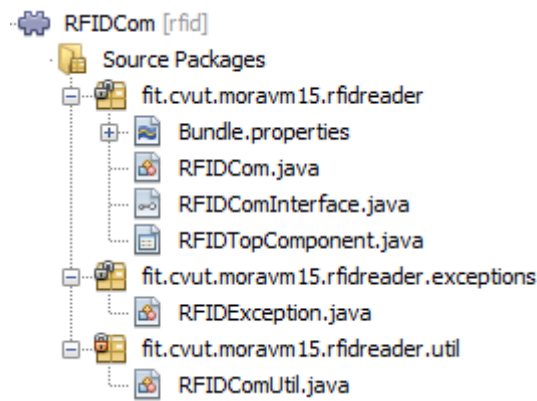 RFIDCom [rfid]
Source Packages
fit.cvut.moravm15.rfidreader
Bundle.properties
RFIDCom.java
RFIDComInterface.java
RFIDTopComponent.java
fit.cvut.moravm15.rfidreader.exceptions
RFIDException.java
fit.cvut.moravm15.rfidreader.util
RFIDComUtil.java